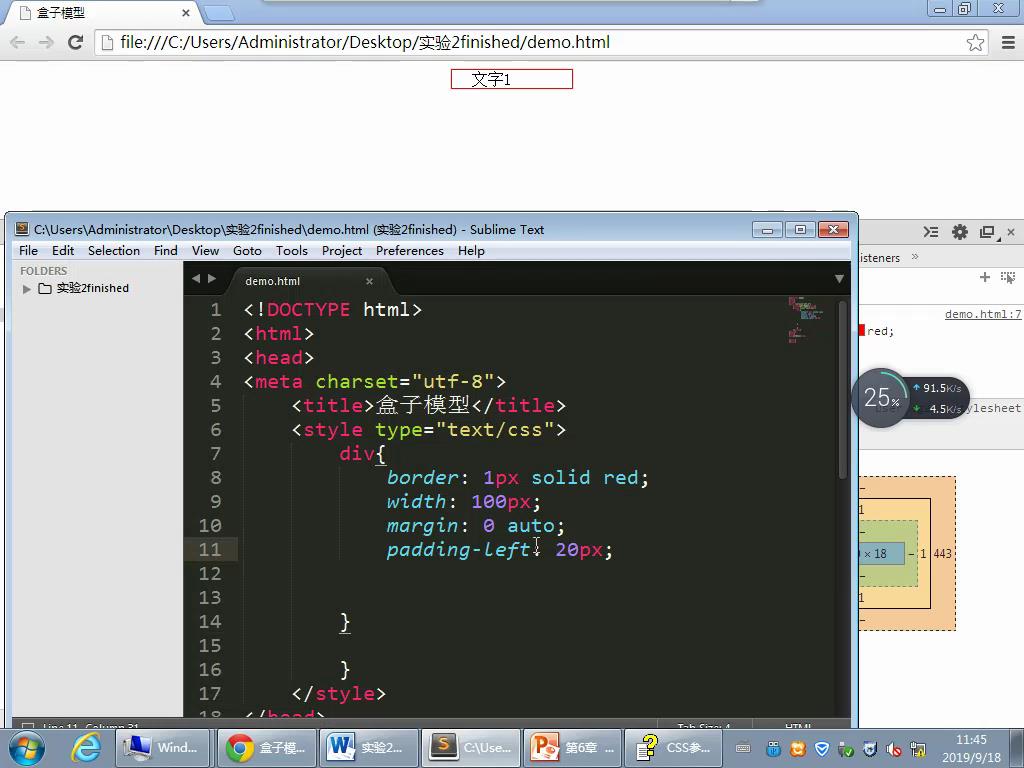 盒子模型
file:///C:/Users/Administrator/Desktop/实验2finished/demo.html
文字1
C:\Users\Administrator\Desktop\实验2finished\demo.html (实验2finished) - Sublime Text
File Edit Selection Find View Goto Tools Project Preferences Help
FOLDERS
实验2finished
demo.html
1 <!DOCTYPE html>
2 <html>
3 <head>
4 <meta charset="utf-8">
5 <title>盒子模型</title>
6 <style type="text/css">
7 div{
8 border: 1px solid red;
9 width: 100px;
10 margin: 0 auto;
11 padding-left: 20px;
12
13
14 }
15
16 }
17 </style>
18 </head>
Line 11, Column 31 Tab Size: 4 HTML
isteners »
demo.html:7
red;
25% 91.5K/s
4.5K/s
ylesheet
1
× 18 – 1 443
1
Wind... 盒子模... 实验2... C:\Use... 第6章 ... CSS参...
11:45
2019/9/18